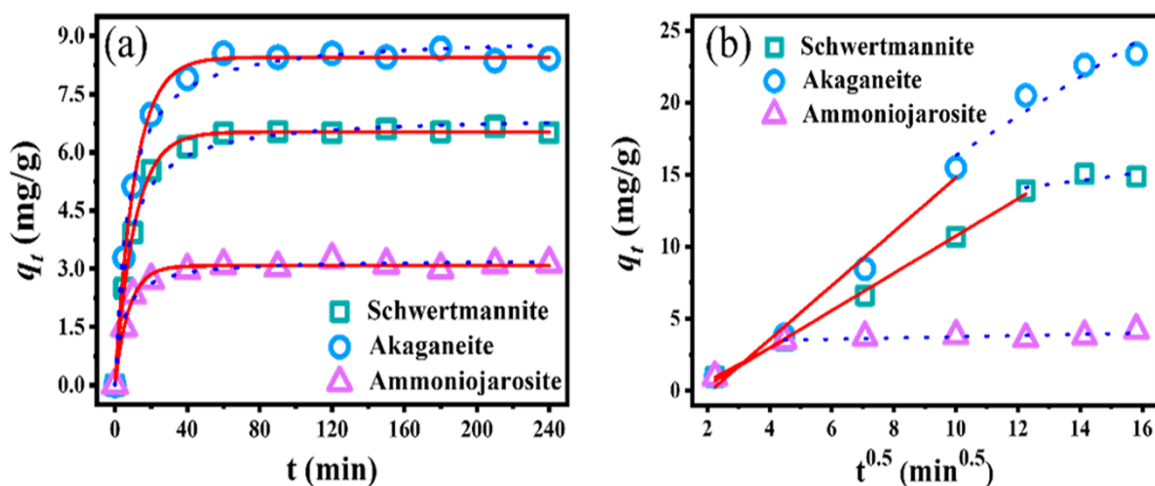 (a)
9.0
7.5
6.0
4.5
3.0
1.5
0.0
q_t (mg/g)
Schwertmannite
Akaganeite
Ammoniojarosite
0 40 80 120 160 200 240
t (min)
(b)
25
20
15
10
5
0
q_t (mg/g)
Schwertmannite
Akaganeite
Ammoniojarosite
2 4 6 8 10 12 14 16
t^0.5 (min^0.5)